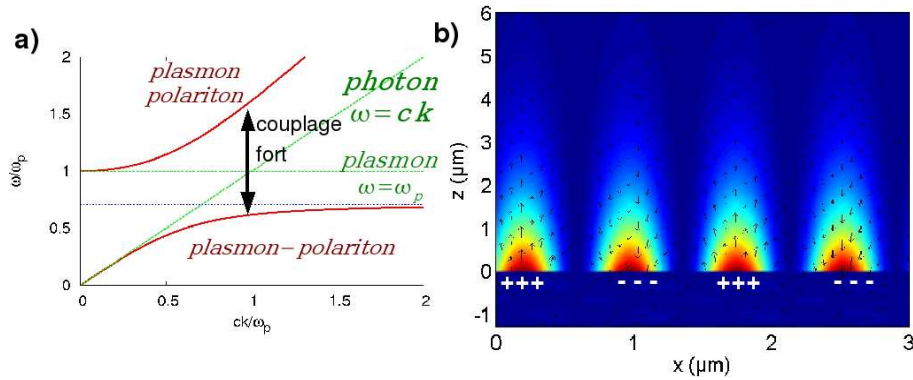 a)
2
1.5
1
0.5
0
ω/ωp
0
0.5
1
1.5
2
ck/ωp
plasmon
polariton
photon
ω=ck
couplage
fort
plasmon
ω=ωp
plasmon-polariton
b)
6
5
4
3
2
1
0
-1
z (µm)
+++
- - -
+++
- - -
0
1
2
3
x (µm)